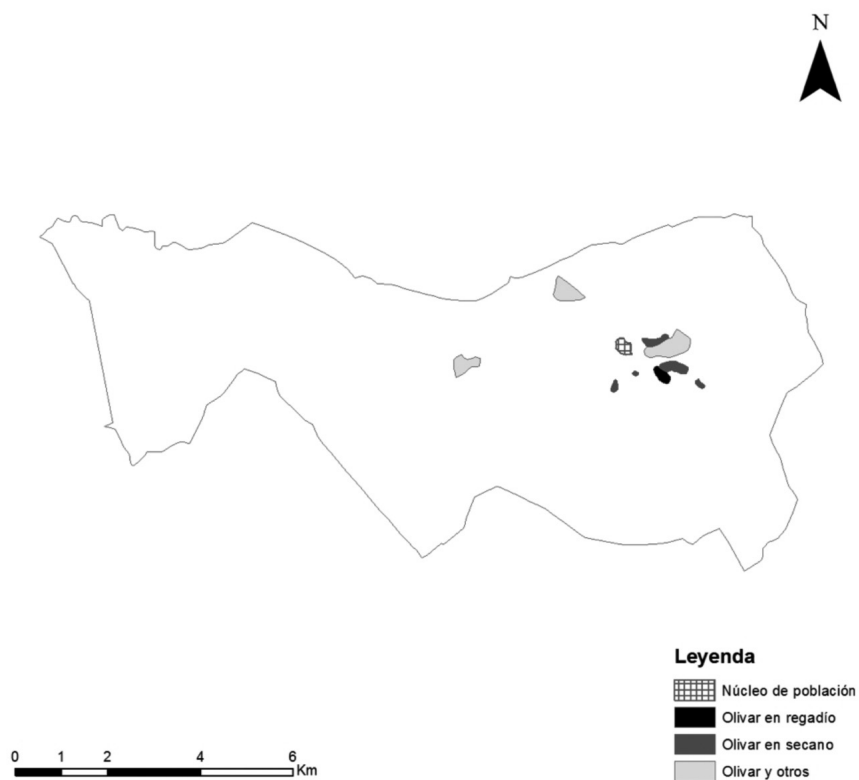 N
Leyenda
Núcleo de población
Olivar en regadío
Olivar en secano
Olivar y otros
0 1 2 4 6
Km